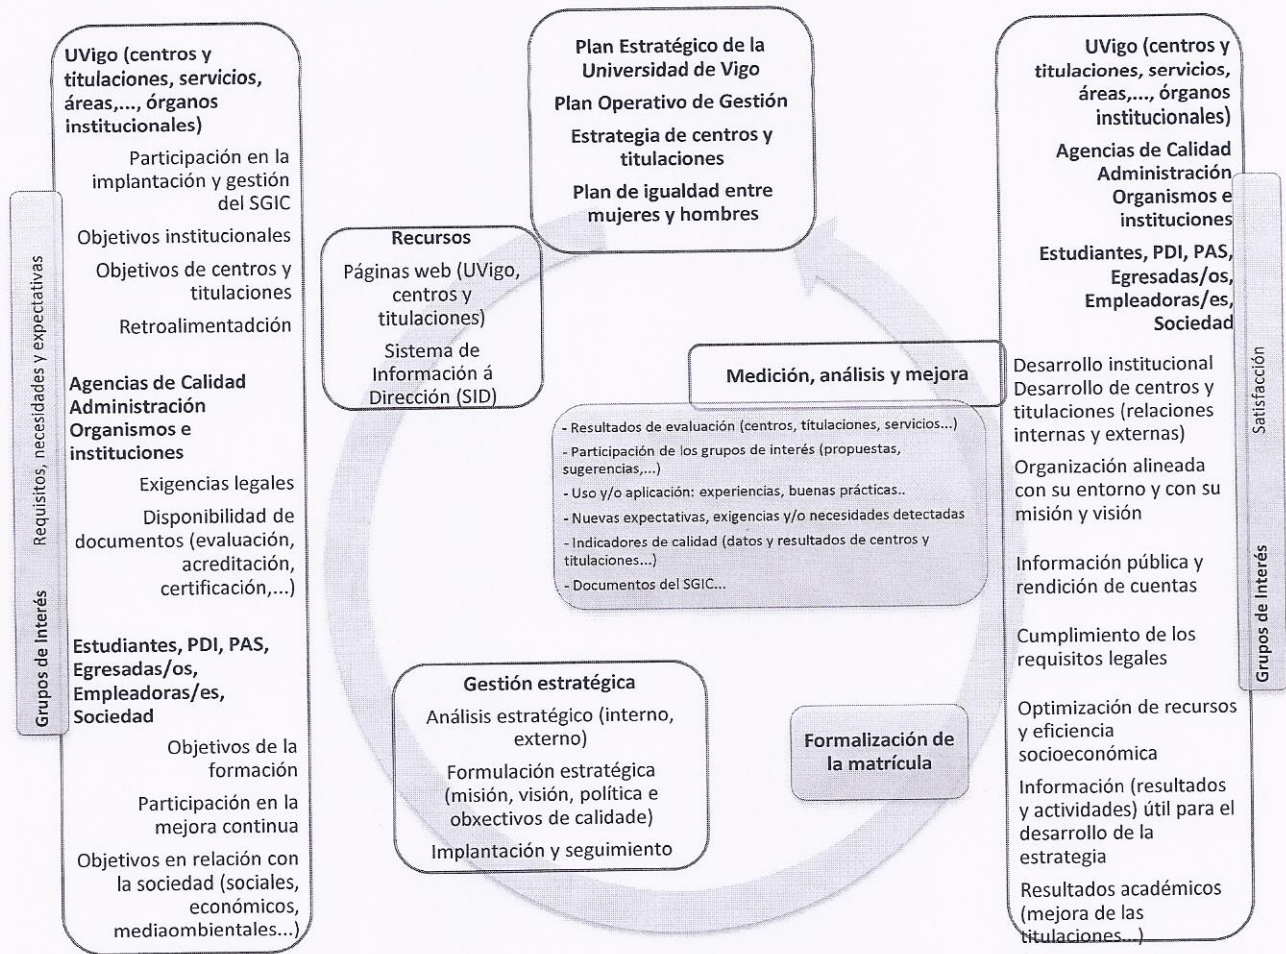 Grupos de Interés Requisitos, necesidades y expectativas
UVigo (centros y
titulaciones, servicios,
áreas,..., órganos
institucionales)
Participación en la
implantación y gestión
del SGIC
Objetivos institucionales
Objetivos de centros y
titulaciones
Retroalimentadción
Agencias de Calidad
Administración
Organismos e
instituciones
Exigencias legales
Disponibilidad de
documentos (evaluación,
acreditación,
certificación,...)
Estudiantes, PDI, PAS,
Egresadas/os,
Empleadoras/es,
Sociedad
Objetivos de la
formación
Participación en la
mejora continua
Objetivos en relación con
la sociedad (sociales,
económicos,
mediaombientales...)
Plan Estratégico de la
Universidad de Vigo
Plan Operativo de Gestión
Estrategia de centros y
titulaciones
Plan de igualdad entre
mujeres y hombres
Recursos
Páginas web (UVigo,
centros y
titulaciones)
Sistema de
Información á
Dirección (SID)
Medición, análisis y mejora
- Resultados de evaluación (centros, títulaciones, servicios...)
- Participación de los grupos de interés (propuestas,
sugerencias,...)
- Uso y/o aplicación: experiencias, buenas prácticas..
- Nuevas expectativas, exigencias y/o necesidades detectadas
- Indicadores de calidad (datos y resultados de centros y
titulaciones...)
- Documentos del SGIC...
Gestión estratégica
Análisis estratégico (interno,
externo)
Formulación estratégica
(misión, visión, política e
obxectivos de calidade)
Implantación y seguimiento
Formalización de
la matrícula
UVigo (centros y
titulaciones, servicios,
áreas,..., órganos
institucionales)
Agencias de Calidad
Administración
Organismos e
instituciones
Estudiantes, PDI, PAS,
Egresadas/os,
Empleadoras/es,
Sociedad
Desarrollo institucional
Desarrollo de centros y
titulaciones (relaciones
internas y externas)
Organización alineada
con su entorno y con su
misión y visión
Información pública y
rendición de cuentas
Cumplimiento de los
requisitos legales
Optimización de recursos
y eficiencia
socioeconómica
Información (resultados
y actividades) útil para el
desarrollo de la
estrategia
Resultados académicos
(mejora de las
titulaciones...)
Grupos de Interés Satisfacción